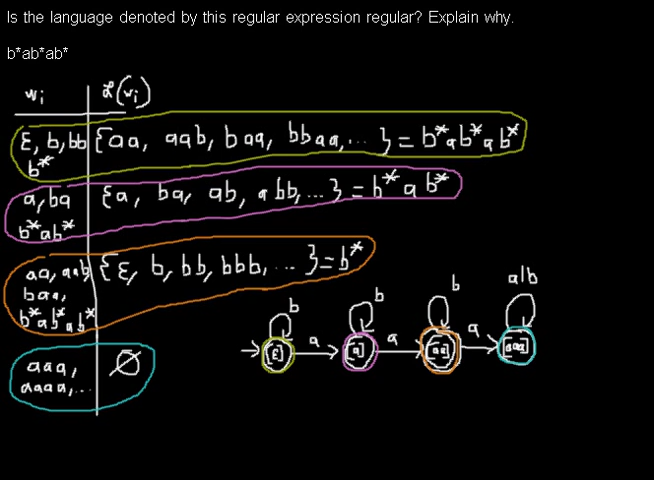 Is the language denoted by this regular expression regular? Explain why.
b*ab*ab*
wᵢ ℒ(wᵢ)
ε, b, bb {aa, aab, baa, bbaa, ... } = b*ab*ab*
b*
a, ba {a, ba, ab, abb, ... } = b* a b*
b*ab*
aa, aab {ε, b, bb, bbb, ... } = b*
baa,
b*ab*ab*
aaa, ∅
aaaa, ...
b b b a|b
[ε] a [a] a [aa] a [aaa]